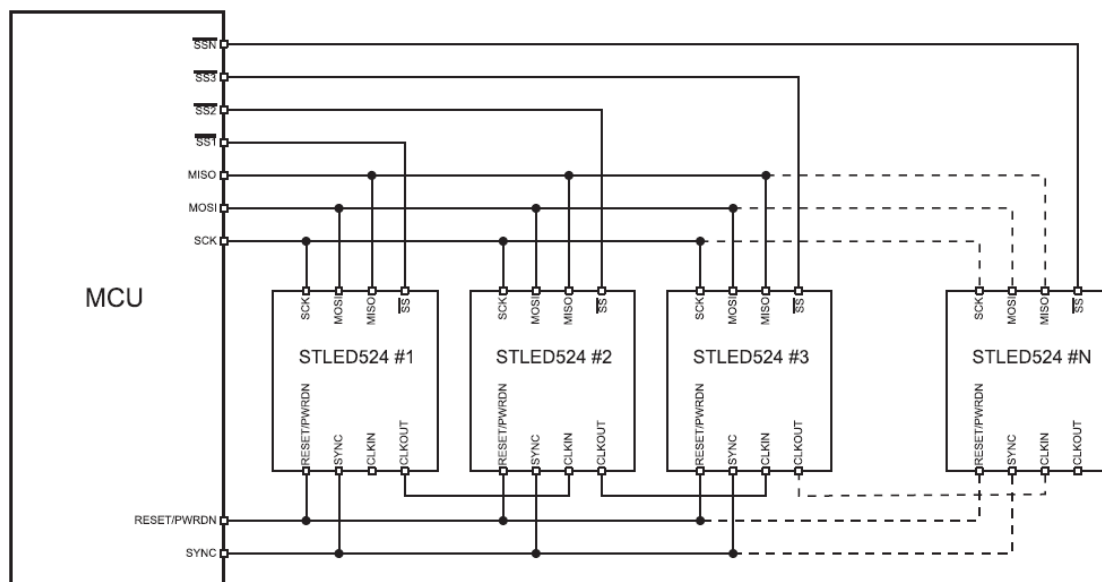 SSN
SS3
SS2
SS1
MISO
MOSI
SCK
MCU
SCK MOSI MISO SS
SCK MOSI MISO SS
SCK MOSI MISO SS
SCK MOSI MISO SS
STLED524 #1
STLED524 #2
STLED524 #3
STLED524 #N
RESET/PWRDN SYNC CLKIN CLKOUT
RESET/PWRDN SYNC CLKIN CLKOUT
RESET/PWRDN SYNC CLKIN CLKOUT
RESET/PWRDN SYNC CLKIN CLKOUT
RESET/PWRDN
SYNC